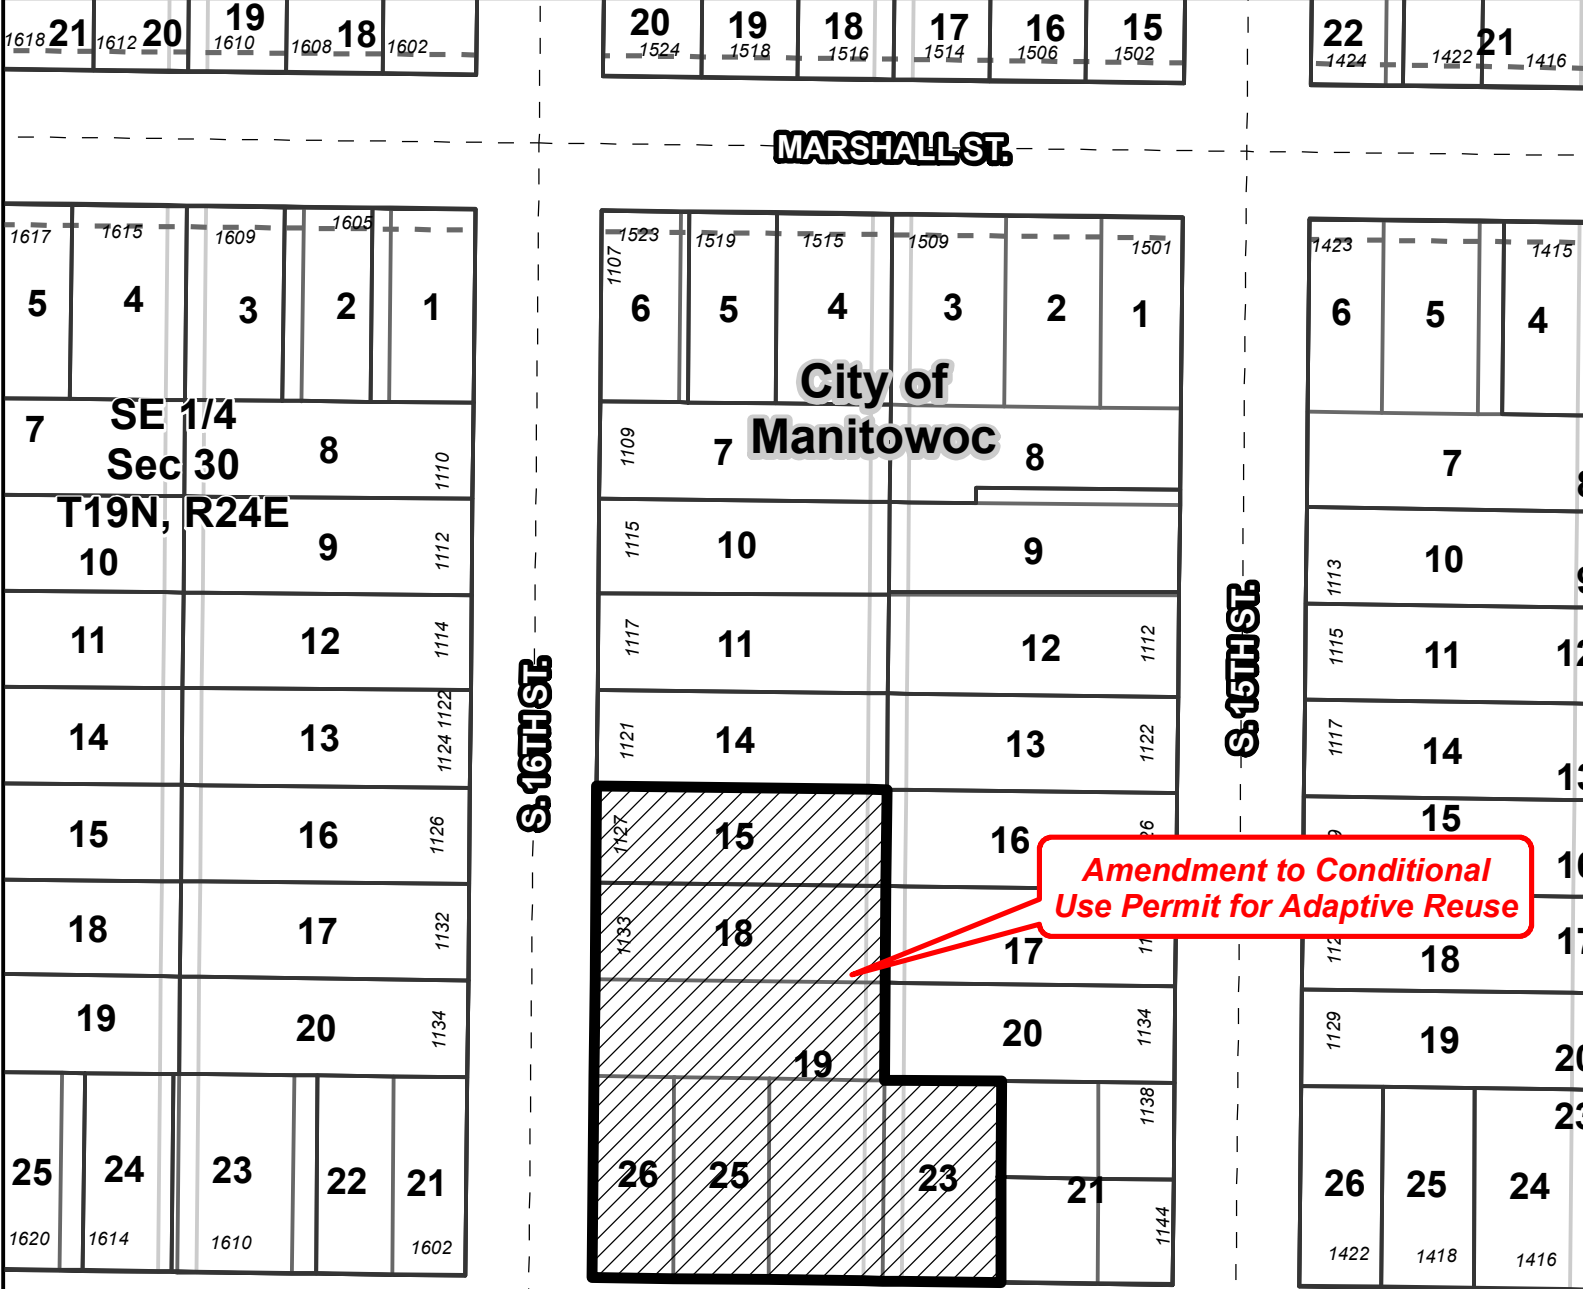 1618 21 1612 20 1610 19 1608 18 1602
20 1524 19 1518 18 1516 17 1514 16 1506 15 1502
22 1424 1422 21 1416
MARSHALL ST.
1617 1615 1609 1605
5 4 3 2 1
1523 1519 1515 1509 1501
1107
6 5 4 3 2 1
1423 1415
6 5 4
City of
Manitowoc
SE 1/4
Sec 30
T19N, R24E
7 8 1110
1109 7 8
7
10 9 1112
1115 10 9
1113 10
11 12 1114
1117 11 12 1112
1115 11
S. 16TH ST.
S. 15TH ST.
14 13 1124 1122
1121 14 13 1122
1117 14
15 16 1126
1127 15 16
15
Amendment to Conditional
Use Permit for Adaptive Reuse
18 17 1132
1133 18 17
18
19 20 1134
19 20 1134
1129 19
25 24 23 22 21
1620 1614 1610 1602
26 25 23 21
1138
1144
26 25 24
1422 1418 1416
23